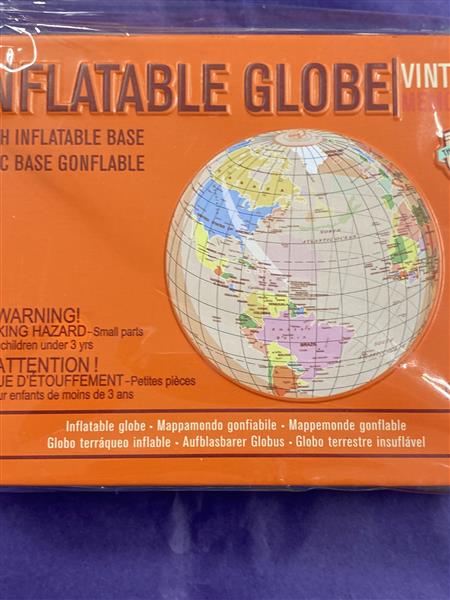 NFLATABLE GLOBE
VINT
H INFLATABLE BASE
C BASE GONFLABLE
WARNING!
KING HAZARD – Small parts
children under 3 yrs
ATTENTION !
UE D'ÉTOUFFEMENT – Petites pièces
ur enfants de moins de 3 ans
BRAZIL
Inflatable globe • Mappamondo gonfiabile • Mappemonde gonflable
Globo terráqueo inflable • Aufblasbarer Globus • Globo terrestre insuflável